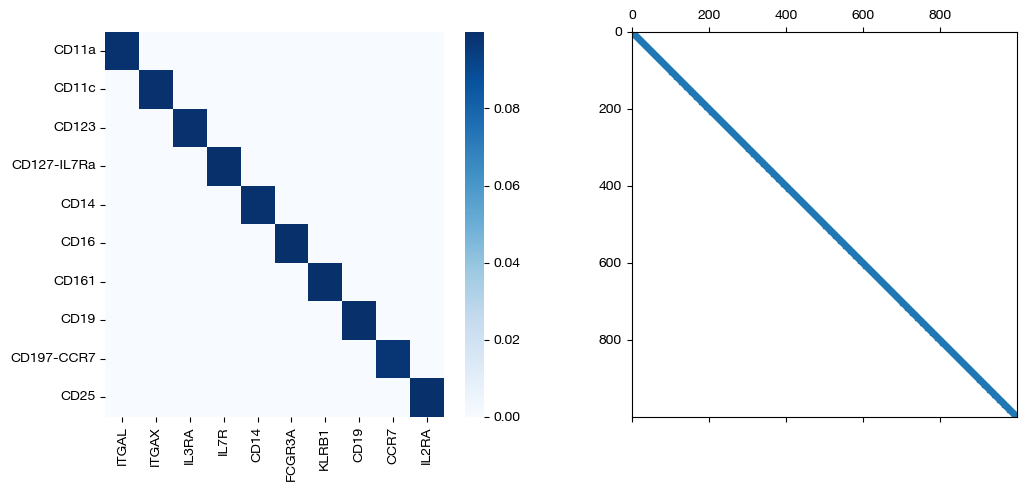 CD11a
CD11c
CD123
CD127-IL7Ra
CD14
CD16
CD161
CD19
CD197-CCR7
CD25
ITGAL
ITGAX
IL3RA
IL7R
CD14
FCGR3A
KLRB1
CD19
CCR7
IL2RA
0.08
0.06
0.04
0.02
0.00
0 200 400 600 800
0
200
400
600
800